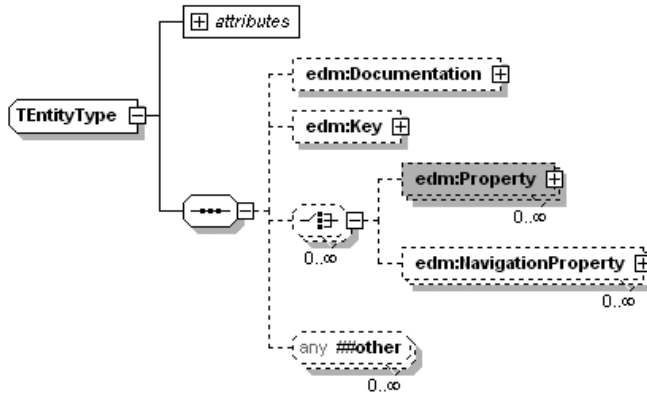 attributes
edm:Documentation
TEntityType
edm:Key
edm:Property
0..∞
0..∞
edm:NavigationProperty
0..∞
any ##other
0..∞